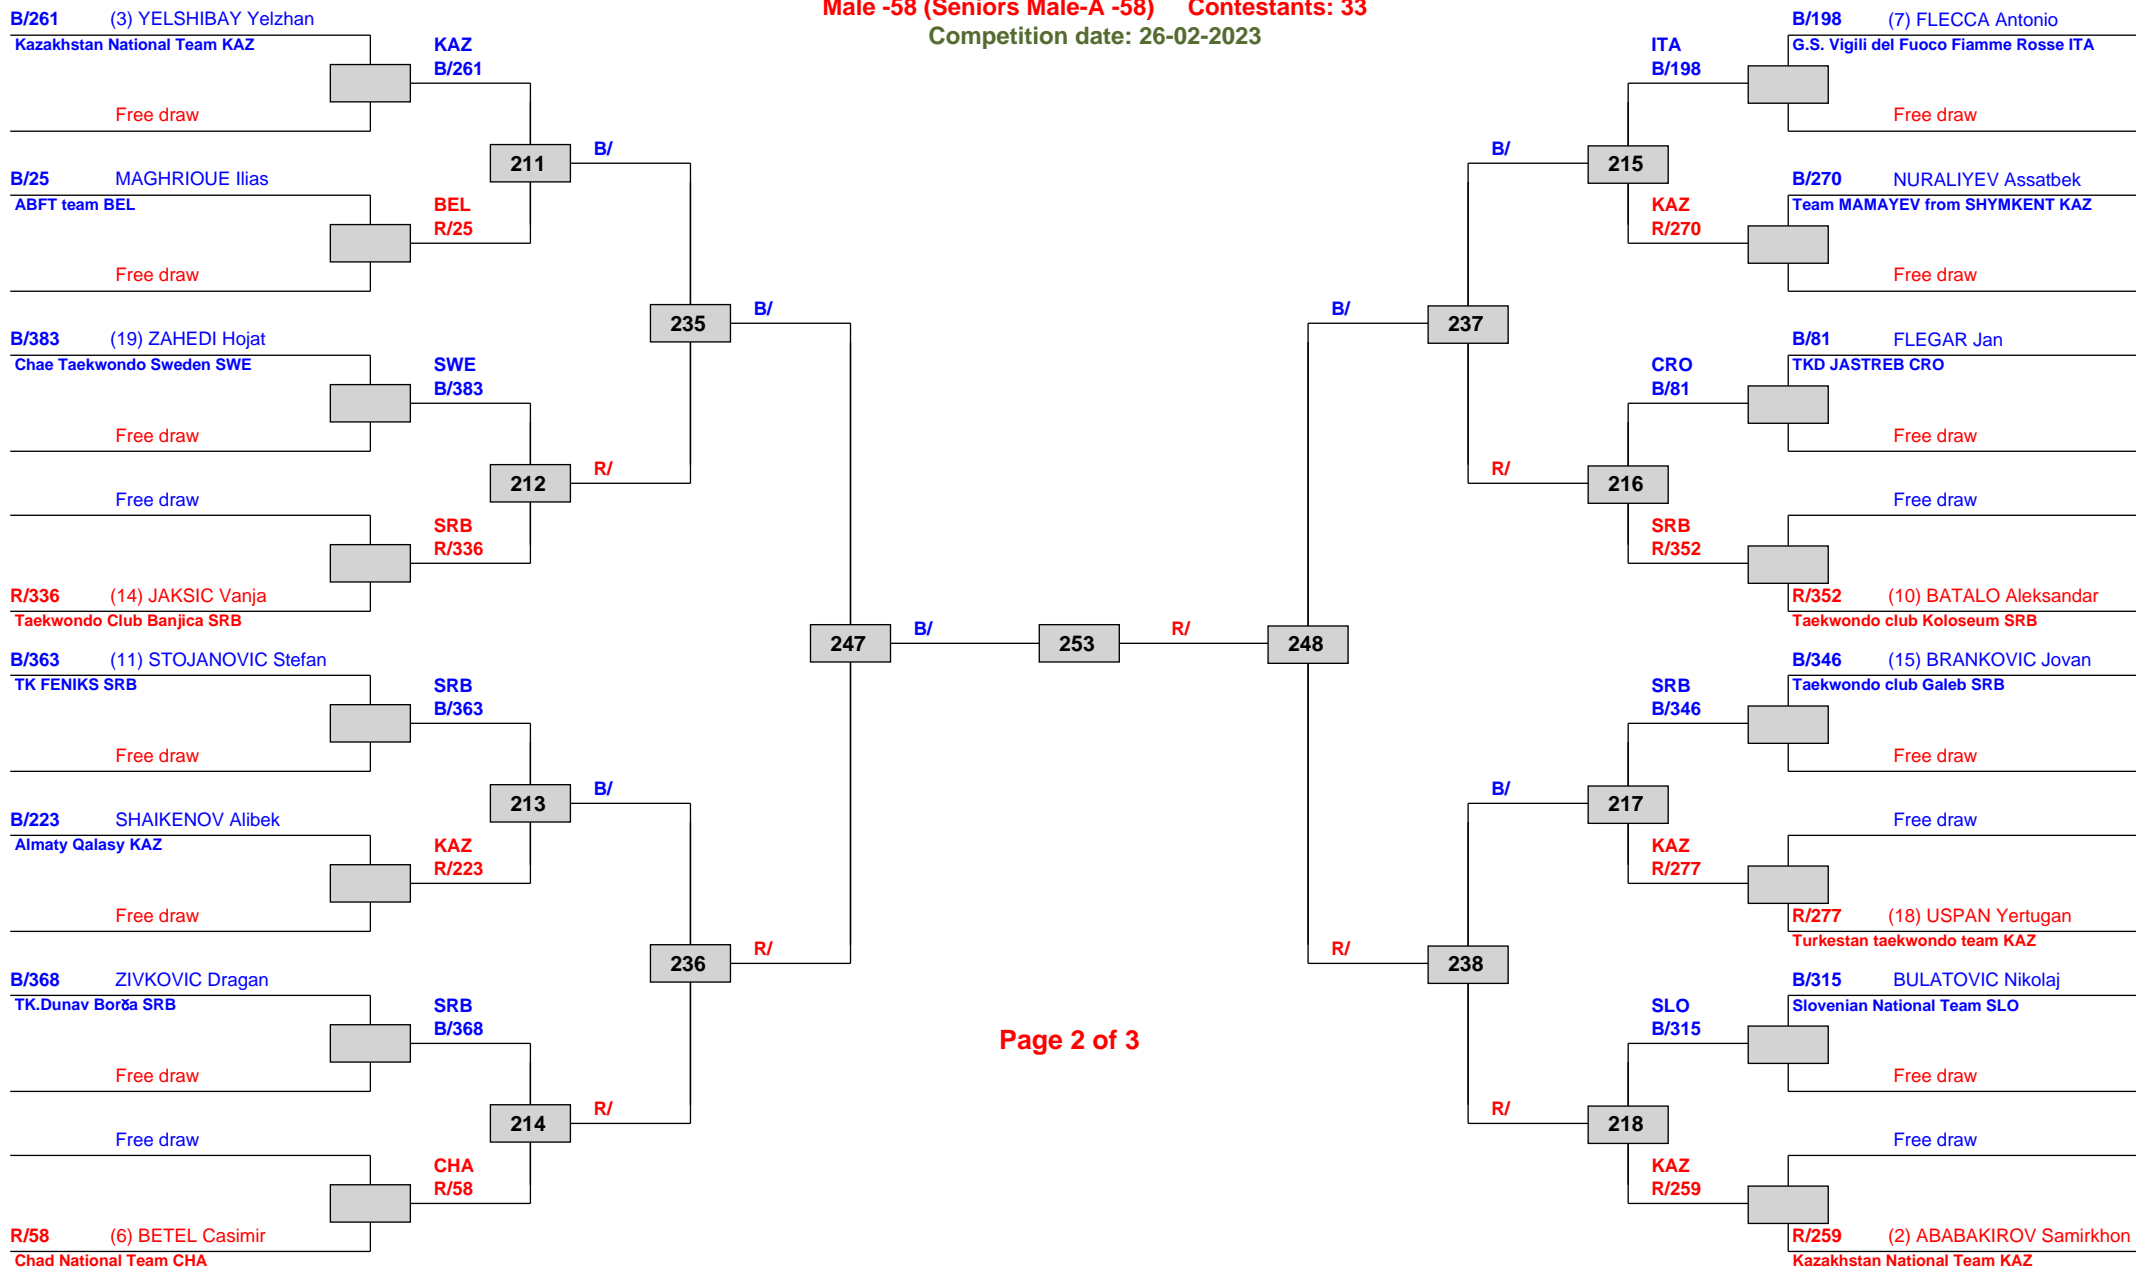 Male -58 (Seniors Male-A -58) Contestants: 33
Competition date: 26-02-2023
B/261 (3) YELSHIBAY Yelzhan
Kazakhstan National Team KAZ
Free draw
KAZ
B/261
B/25 MAGHRIOUE Ilias
ABFT team BEL
Free draw
BEL
R/25
211
B/
B/383 (19) ZAHEDI Hojat
Chae Taekwondo Sweden SWE
Free draw
SWE
B/383
Free draw
R/336 (14) JAKSIC Vanja
Taekwondo Club Banjica SRB
SRB
R/336
212
R/
235
B/
B/363 (11) STOJANOVIC Stefan
TK FENIKS SRB
Free draw
SRB
B/363
B/223 SHAIKENOV Alibek
Almaty Qalasy KAZ
Free draw
KAZ
R/223
213
B/
B/368 ZIVKOVIC Dragan
TK.Dunav Borča SRB
Free draw
SRB
B/368
Free draw
R/58 (6) BETEL Casimir
Chad National Team CHA
CHA
R/58
214
R/
236
R/
247
B/
253
R/
248
B/
237
B/
215
ITA
B/198
B/198 (7) FLECCA Antonio
G.S. Vigili del Fuoco Fiamme Rosse ITA
Free draw
KAZ
R/270
B/270 NURALIYEV Assatbek
Team MAMAYEV from SHYMKENT KAZ
Free draw
R/
216
CRO
B/81
B/81 FLEGAR Jan
TKD JASTREB CRO
Free draw
SRB
R/352
Free draw
R/352 (10) BATALO Aleksandar
Taekwondo club Koloseum SRB
R/
238
B/
217
SRB
B/346
B/346 (15) BRANKOVIC Jovan
Taekwondo club Galeb SRB
Free draw
KAZ
R/277
Free draw
R/277 (18) USPAN Yertugan
Turkestan taekwondo team KAZ
R/
218
SLO
B/315
B/315 BULATOVIC Nikolaj
Slovenian National Team SLO
Free draw
KAZ
R/259
Free draw
R/259 (2) ABABAKIROV Samirkhon
Kazakhstan National Team KAZ
Page 2 of 3